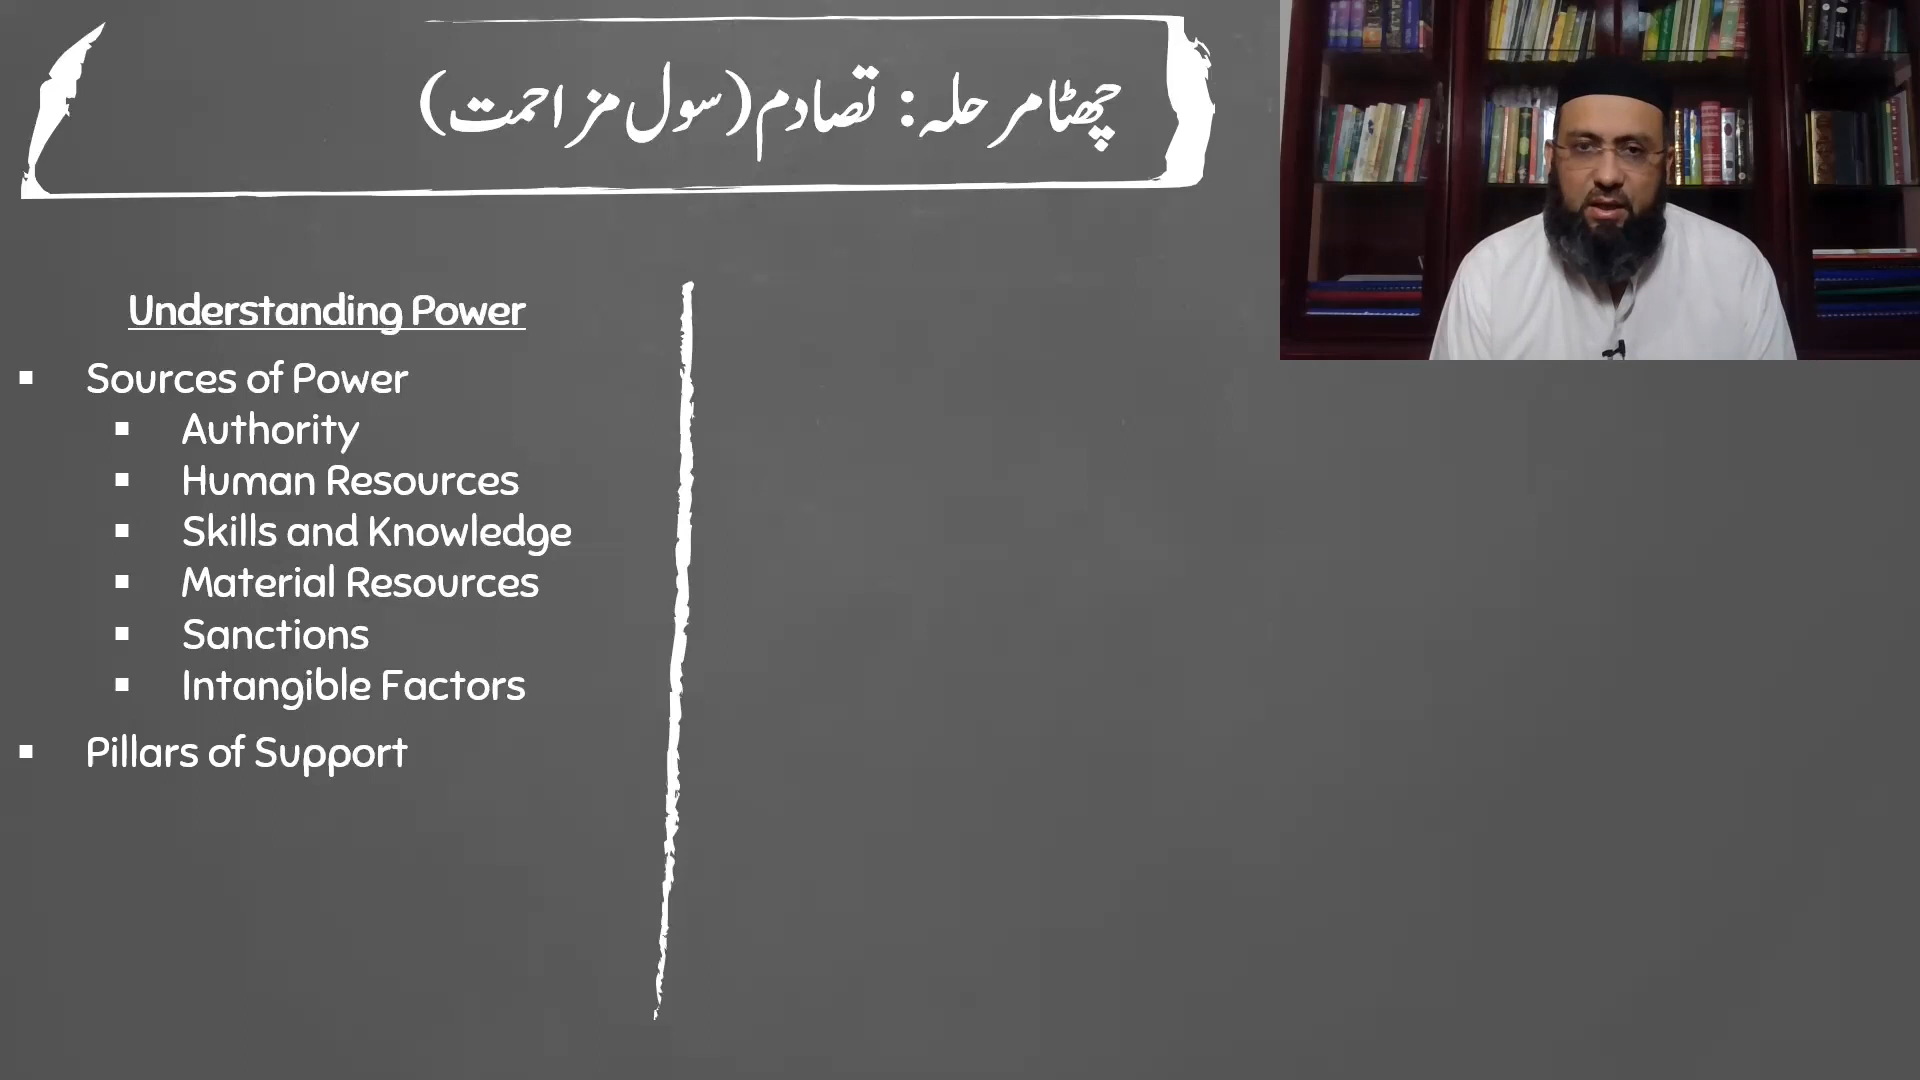 چھٹا مرحلہ: تصادم (سول مزاحمت)
Understanding Power
▪ Sources of Power
▪ Authority
▪ Human Resources
▪ Skills and Knowledge
▪ Material Resources
▪ Sanctions
▪ Intangible Factors
▪ Pillars of Support